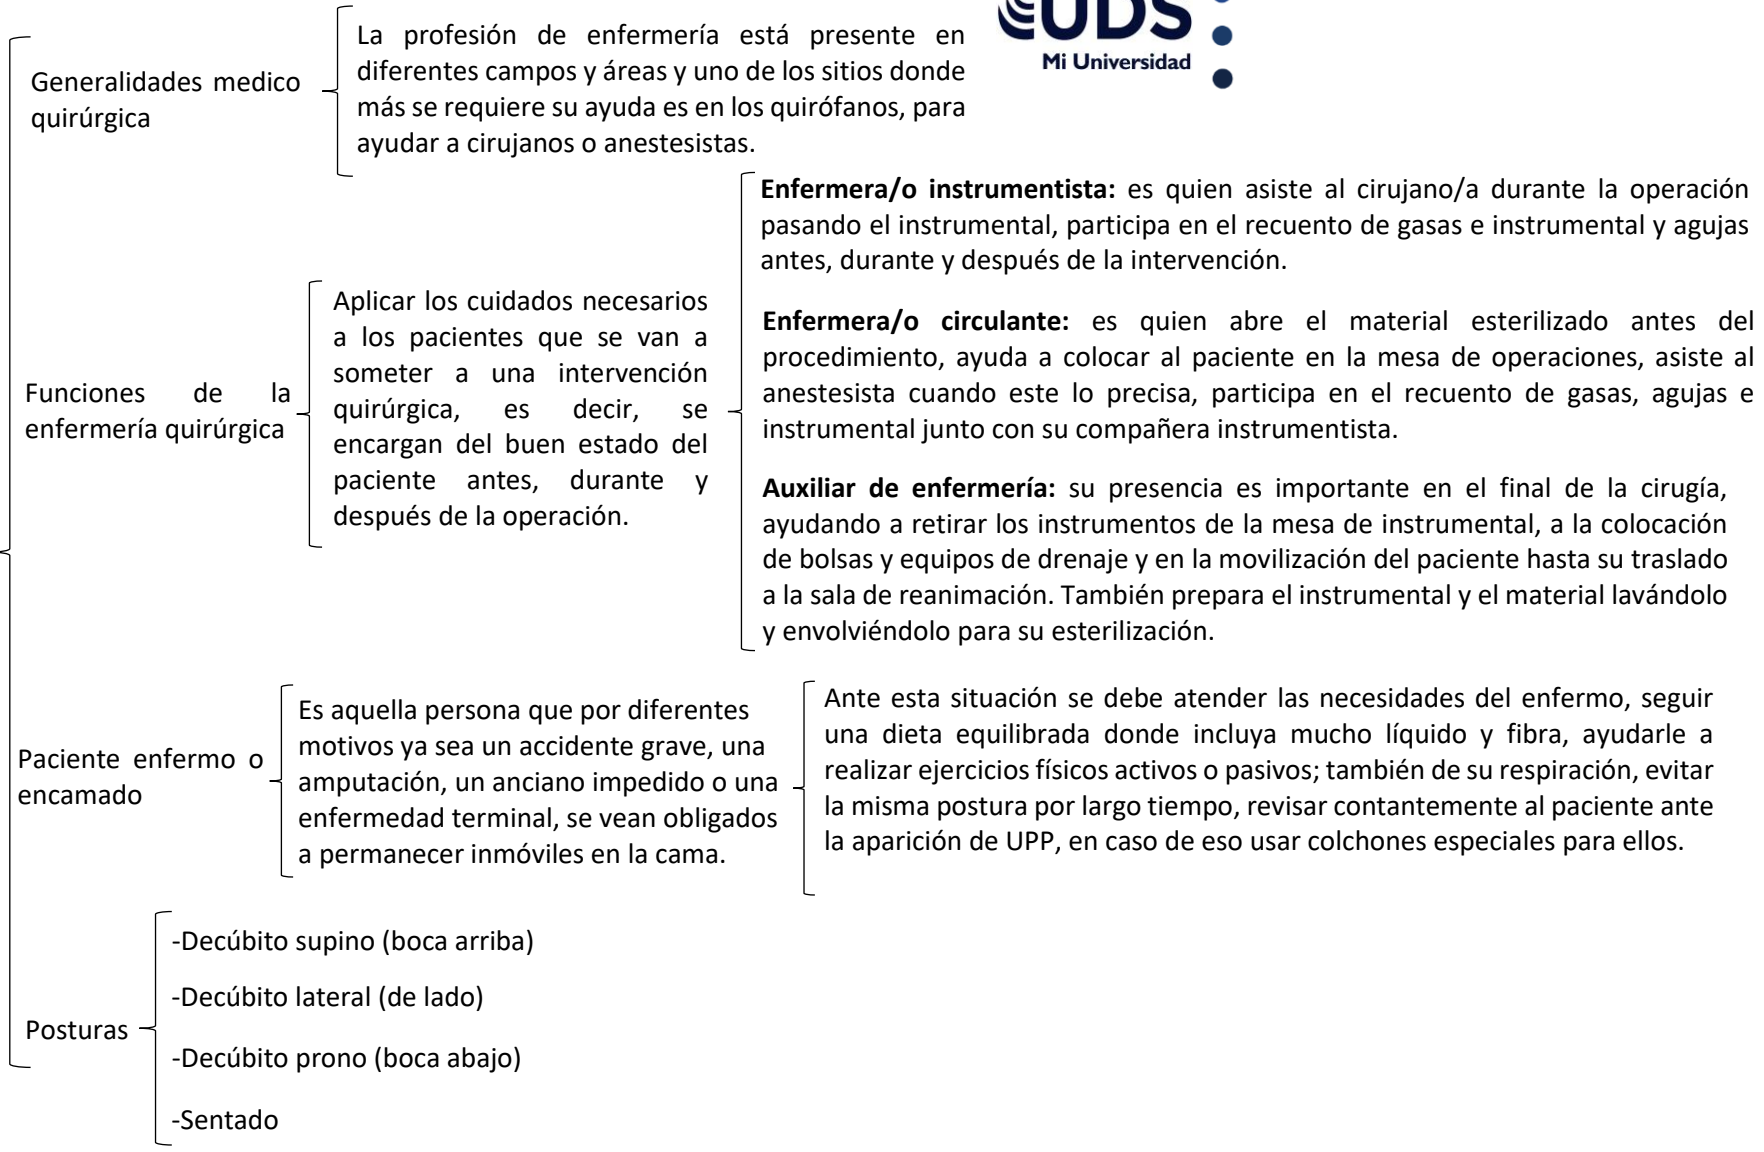 UDS
Mi Universidad
Generalidades medico
quirúrgica
La profesión de enfermería está presente en
diferentes campos y áreas y uno de los sitios donde
más se requiere su ayuda es en los quirófanos, para
ayudar a cirujanos o anestesistas.
Funciones de la
enfermería quirúrgica
Aplicar los cuidados necesarios
a los pacientes que se van a
someter a una intervención
quirúrgica, es decir, se
encargan del buen estado del
paciente antes, durante y
después de la operación.
Enfermera/o instrumentista: es quien asiste al cirujano/a durante la operación
pasando el instrumental, participa en el recuento de gasas e instrumental y agujas
antes, durante y después de la intervención.
Enfermera/o circulante: es quien abre el material esterilizado antes del
procedimiento, ayuda a colocar al paciente en la mesa de operaciones, asiste al
anestesista cuando este lo precisa, participa en el recuento de gasas, agujas e
instrumental junto con su compañera instrumentista.
Auxiliar de enfermería: su presencia es importante en el final de la cirugía,
ayudando a retirar los instrumentos de la mesa de instrumental, a la colocación
de bolsas y equipos de drenaje y en la movilización del paciente hasta su traslado
a la sala de reanimación. También prepara el instrumental y el material lavándolo
y envolviéndolo para su esterilización.
Paciente enfermo o
encamado
Es aquella persona que por diferentes
motivos ya sea un accidente grave, una
amputación, un anciano impedido o una
enfermedad terminal, se vean obligados
a permanecer inmóviles en la cama.
Ante esta situación se debe atender las necesidades del enfermo, seguir
una dieta equilibrada donde incluya mucho líquido y fibra, ayudarle a
realizar ejercicios físicos activos o pasivos; también de su respiración, evitar
la misma postura por largo tiempo, revisar contantemente al paciente ante
la aparición de UPP, en caso de eso usar colchones especiales para ellos.
Posturas
-Decúbito supino (boca arriba)
-Decúbito lateral (de lado)
-Decúbito prono (boca abajo)
-Sentado